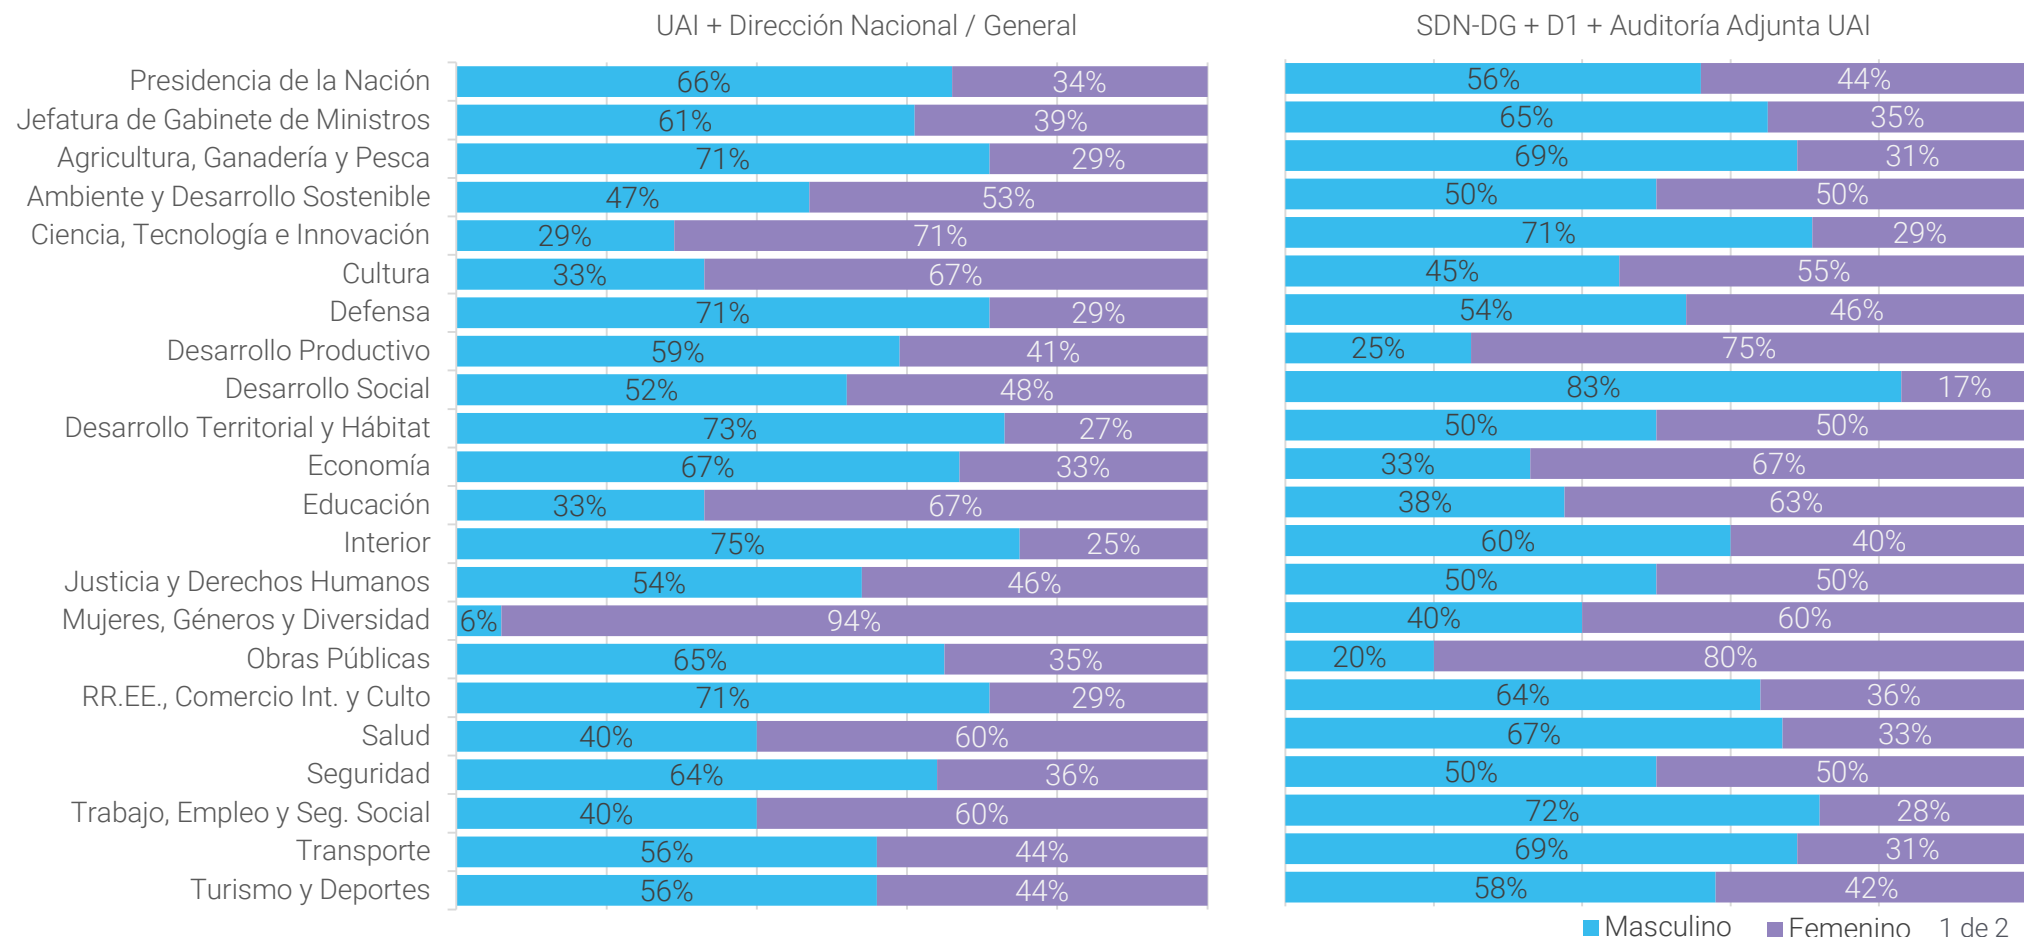 UAI + Dirección Nacional / General
SDN-DG + D1 + Auditoría Adjunta UAI
Presidencia de la Nación 66% 34% 56% 44%
Jefatura de Gabinete de Ministros 61% 39% 65% 35%
Agricultura, Ganadería y Pesca 71% 29% 69% 31%
Ambiente y Desarrollo Sostenible 47% 53% 50% 50%
Ciencia, Tecnología e Innovación 29% 71% 71% 29%
Cultura 33% 67% 45% 55%
Defensa 71% 29% 54% 46%
Desarrollo Productivo 59% 41% 25% 75%
Desarrollo Social 52% 48% 83% 17%
Desarrollo Territorial y Hábitat 73% 27% 50% 50%
Economía 67% 33% 33% 67%
Educación 33% 67% 38% 63%
Interior 75% 25% 60% 40%
Justicia y Derechos Humanos 54% 46% 50% 50%
Mujeres, Géneros y Diversidad 6% 94% 40% 60%
Obras Públicas 65% 35% 20% 80%
RR.EE., Comercio Int. y Culto 71% 29% 64% 36%
Salud 40% 60% 67% 33%
Seguridad 64% 36% 50% 50%
Trabajo, Empleo y Seg. Social 40% 60% 72% 28%
Transporte 56% 44% 69% 31%
Turismo y Deportes 56% 44% 58% 42%
Masculino Femenino 1 de 2